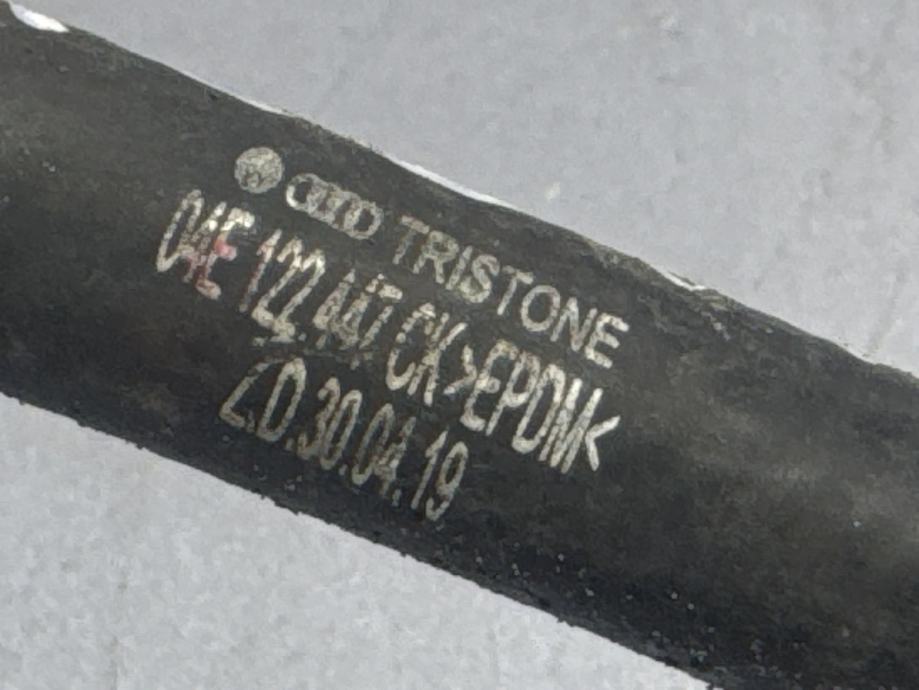 TRISTONE
04E 122 447 CK >EPDM<
Z.D.30.04.19